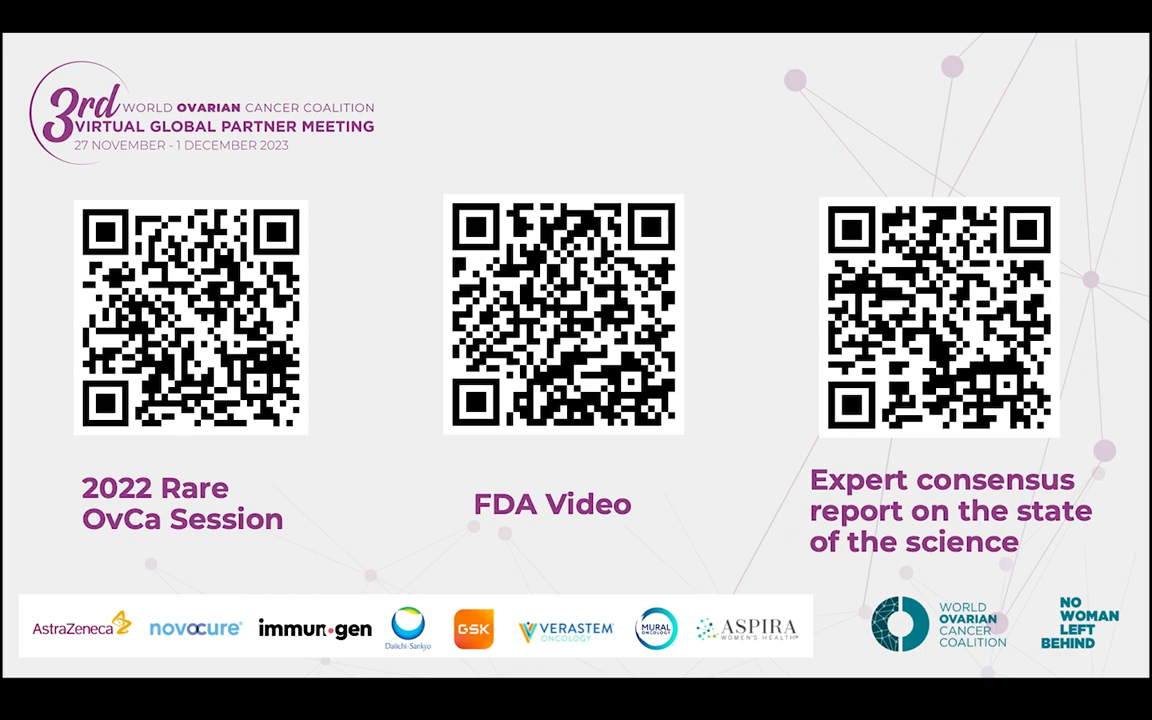 3rd WORLD OVARIAN CANCER COALITION
VIRTUAL GLOBAL PARTNER MEETING
27 NOVEMBER - 1 DECEMBER 2023
2022 Rare
OvCa Session
FDA Video
Expert consensus
report on the state
of the science
AstraZeneca
novocure®
immun·gen
Daiichi-Sankyo
GSK
VERASTEM
ONCOLOGY
MURAL
ONCOLOGY
ASPIRA
WOMEN'S HEALTH
WORLD
OVARIAN
CANCER
COALITION
NO
WOMAN
LEFT
BEHIND